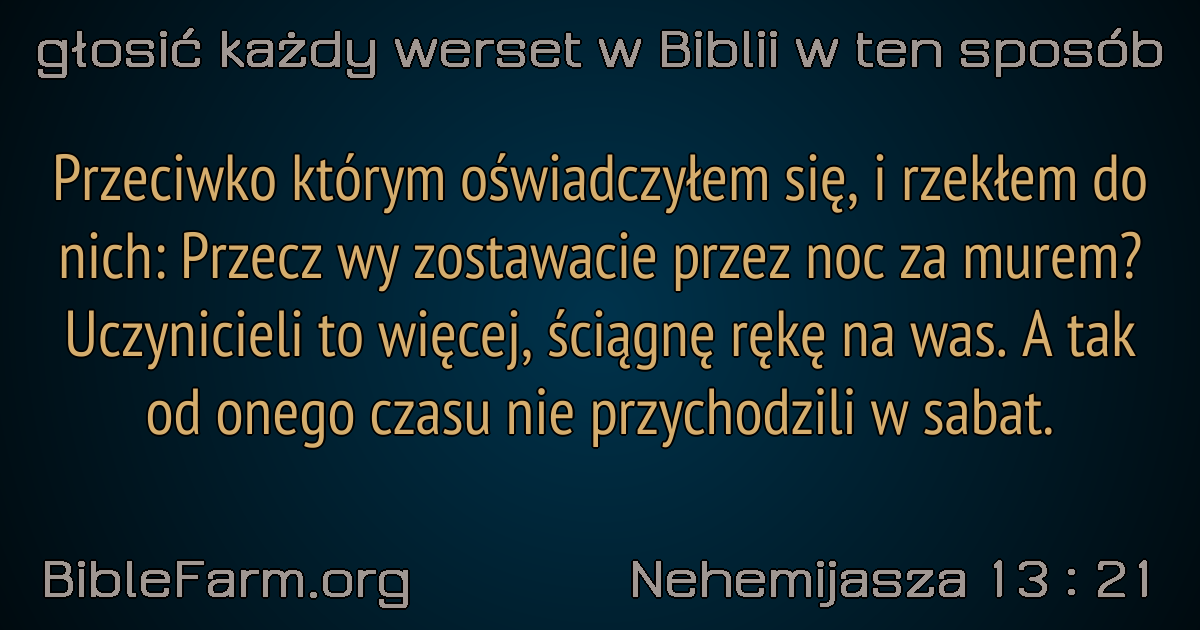 głosić każdy werset w Biblii w ten sposób
Przeciwko którym oświadczyłem się, i rzekłem do
nich: Przecz wy zostawacie przez noc za murem?
Uczynicieli to więcej, ściągnę rękę na was. A tak
od onego czasu nie przychodzili w sabat.
BibleFarm.org
Nehemijasza 13 : 21